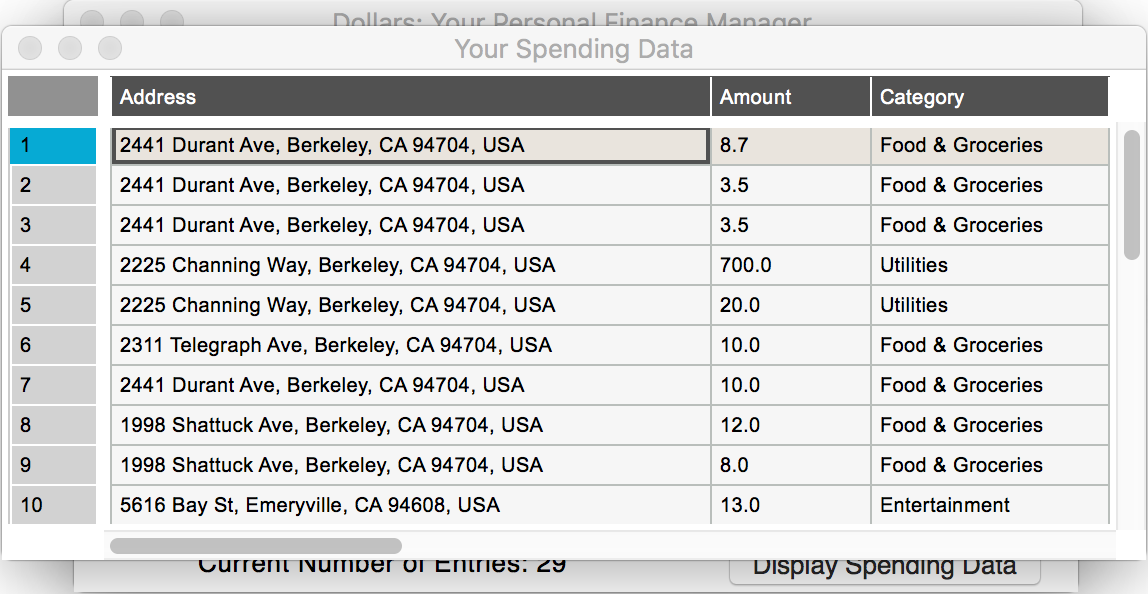 Dollars: Your Personal Finance Manager
Your Spending Data
Address Amount Category
1 2441 Durant Ave, Berkeley, CA 94704, USA 8.7 Food & Groceries
2 2441 Durant Ave, Berkeley, CA 94704, USA 3.5 Food & Groceries
3 2441 Durant Ave, Berkeley, CA 94704, USA 3.5 Food & Groceries
4 2225 Channing Way, Berkeley, CA 94704, USA 700.0 Utilities
5 2225 Channing Way, Berkeley, CA 94704, USA 20.0 Utilities
6 2311 Telegraph Ave, Berkeley, CA 94704, USA 10.0 Food & Groceries
7 2441 Durant Ave, Berkeley, CA 94704, USA 10.0 Food & Groceries
8 1998 Shattuck Ave, Berkeley, CA 94704, USA 12.0 Food & Groceries
9 1998 Shattuck Ave, Berkeley, CA 94704, USA 8.0 Food & Groceries
10 5616 Bay St, Emeryville, CA 94608, USA 13.0 Entertainment
Current Number of Entries: 29 Display Spending Data